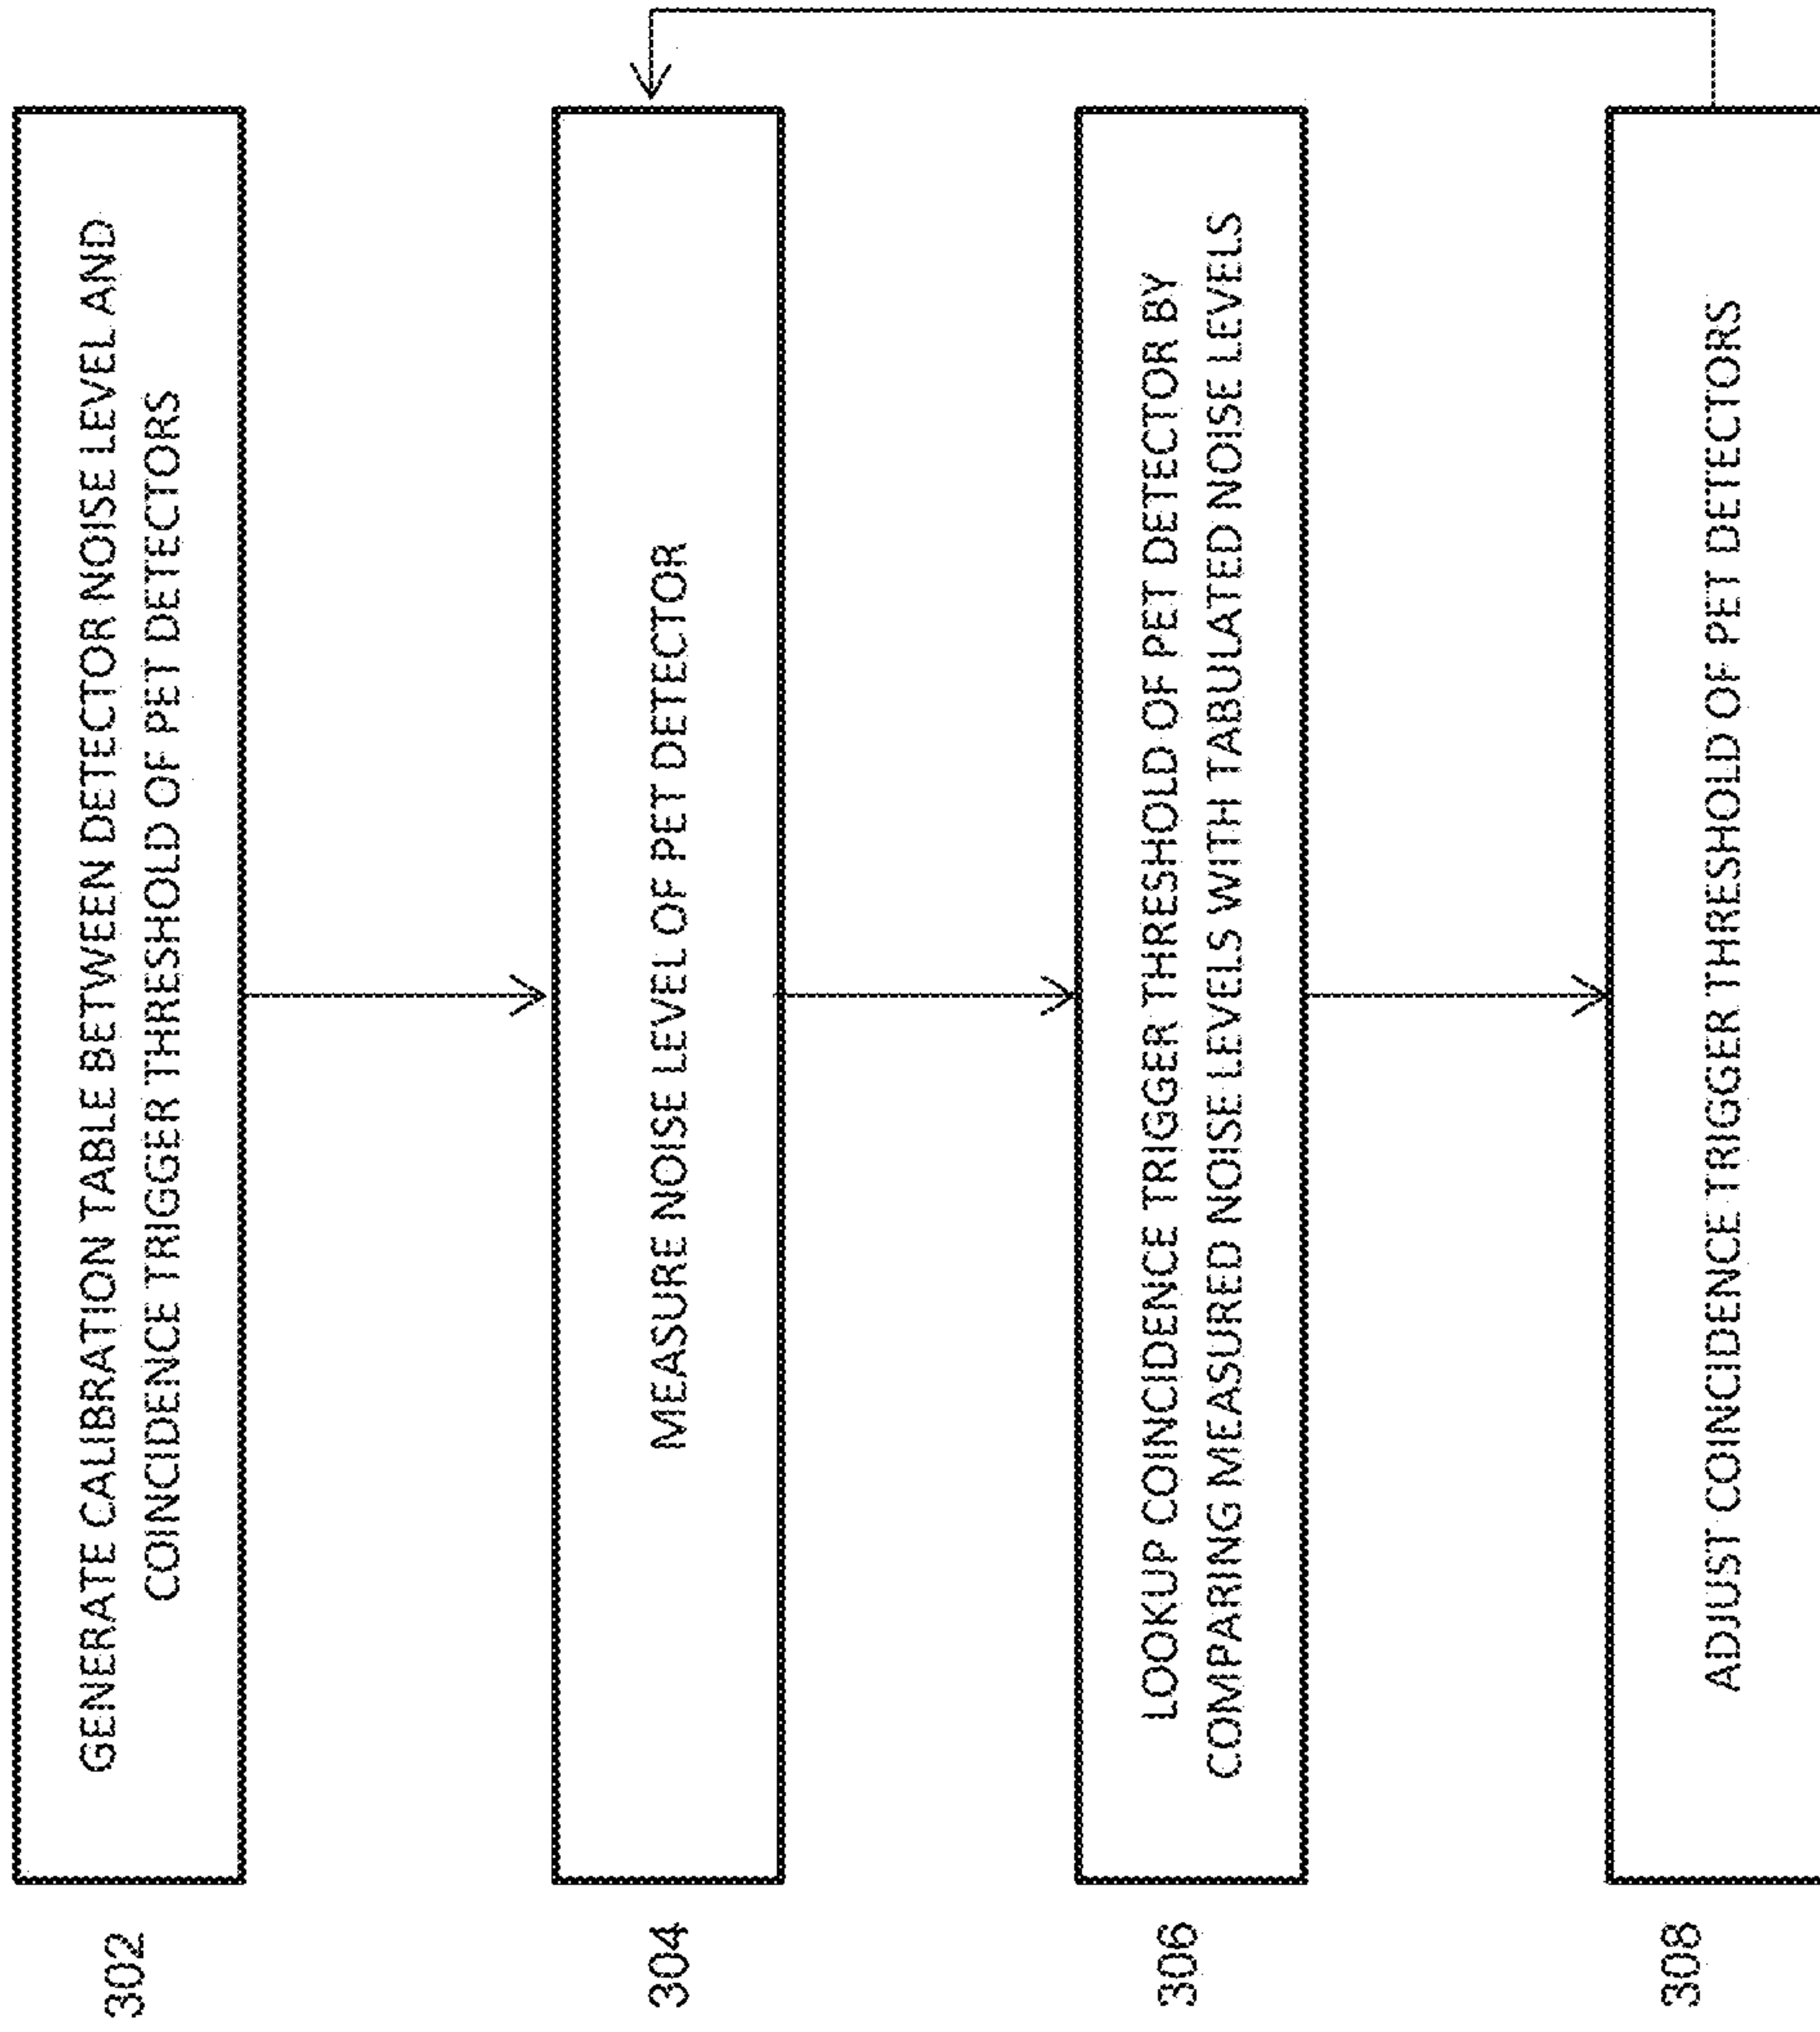 302
GENERATE CALIBRATION TABLE BETWEEN DETECTOR NOISE LEVEL AND
COINCIDENCE TRIGGER THRESHOLD OF PET DETECTORS
304
MEASURE NOISE LEVEL OF PET DETECTOR
306
LOOKUP COINCIDENCE TRIGGER THRESHOLD OF PET DETECTOR BY
COMPARING MEASURED NOISE LEVELS WITH TABULATED NOISE LEVELS
308
ADJUST COINCIDENCE TRIGGER THRESHOLD OF PET DETECTORS